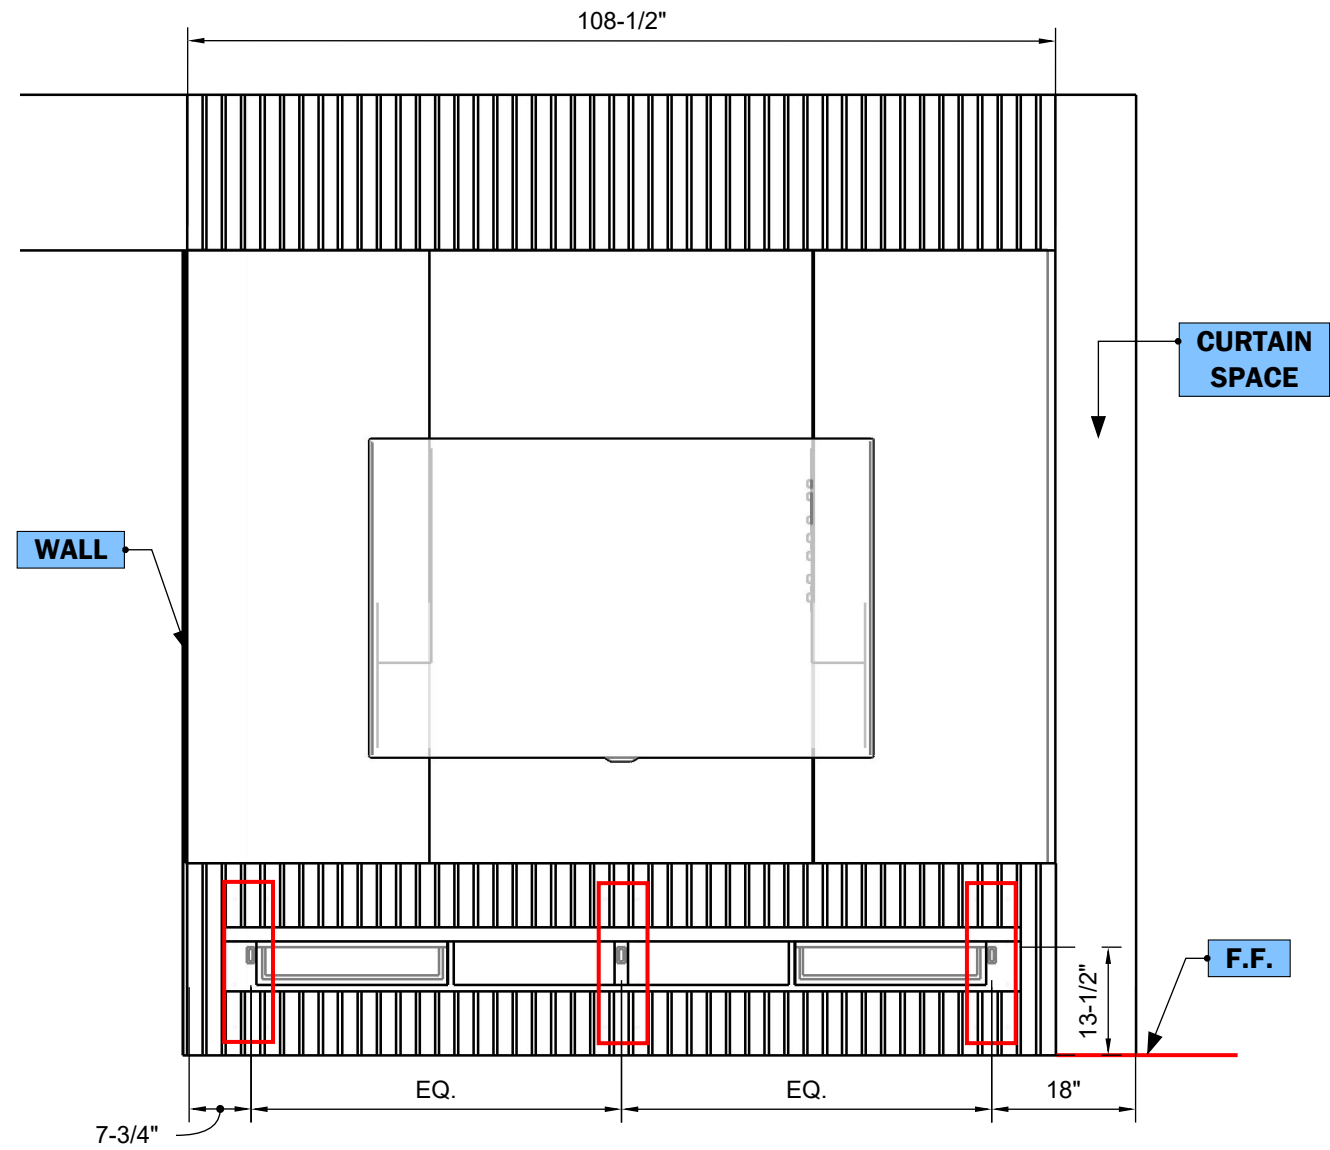 108-1/2"
CURTAIN
SPACE
WALL
F.F.
13-1/2"
EQ.
EQ.
18"
7-3/4"